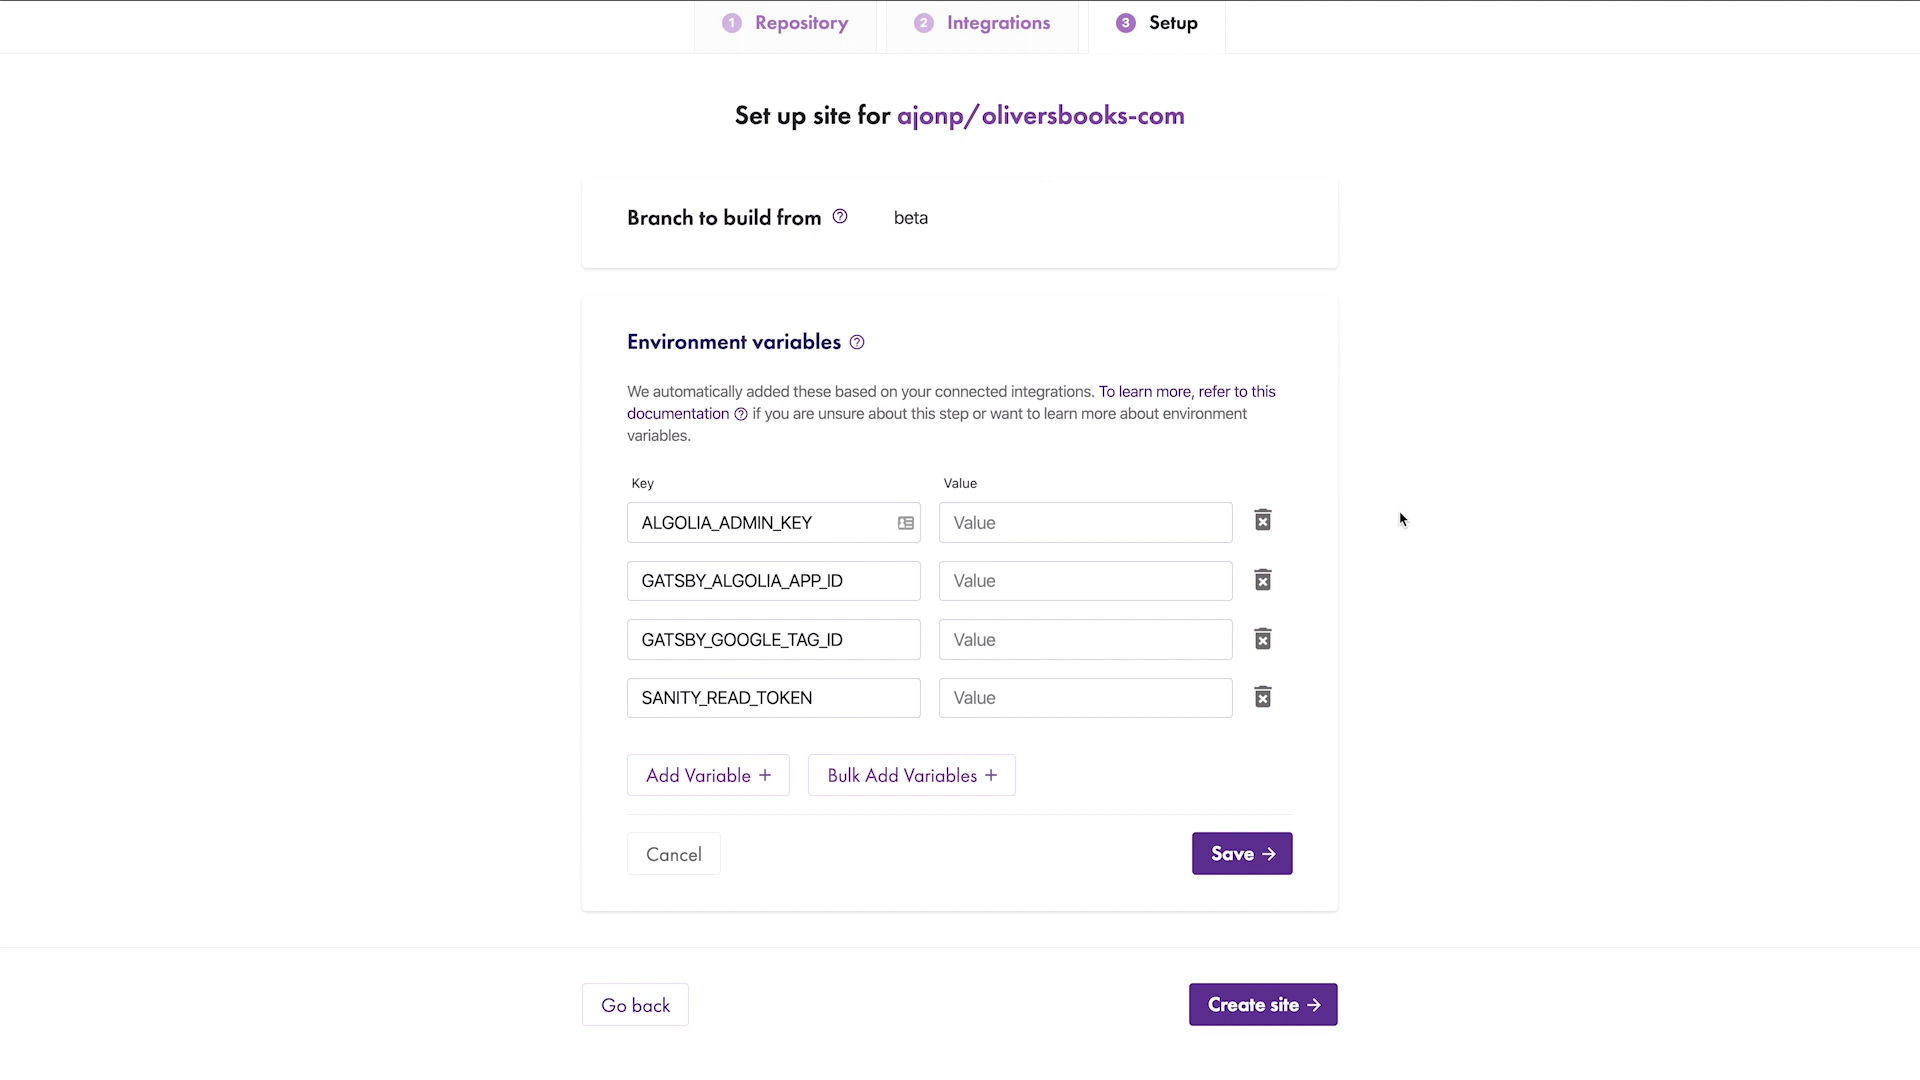 1 Repository
2 Integrations
3 Setup
Set up site for ajonp/oliversbooks-com
Branch to build from ? beta
Environment variables ?
We automatically added these based on your connected integrations. To learn more, refer to this
documentation ? if you are unsure about this step or want to learn more about environment
variables.
Key Value
ALGOLIA_ADMIN_KEY Value
GATSBY_ALGOLIA_APP_ID Value
GATSBY_GOOGLE_TAG_ID Value
SANITY_READ_TOKEN Value
Add Variable + Bulk Add Variables +
Cancel Save →
Go back Create site →